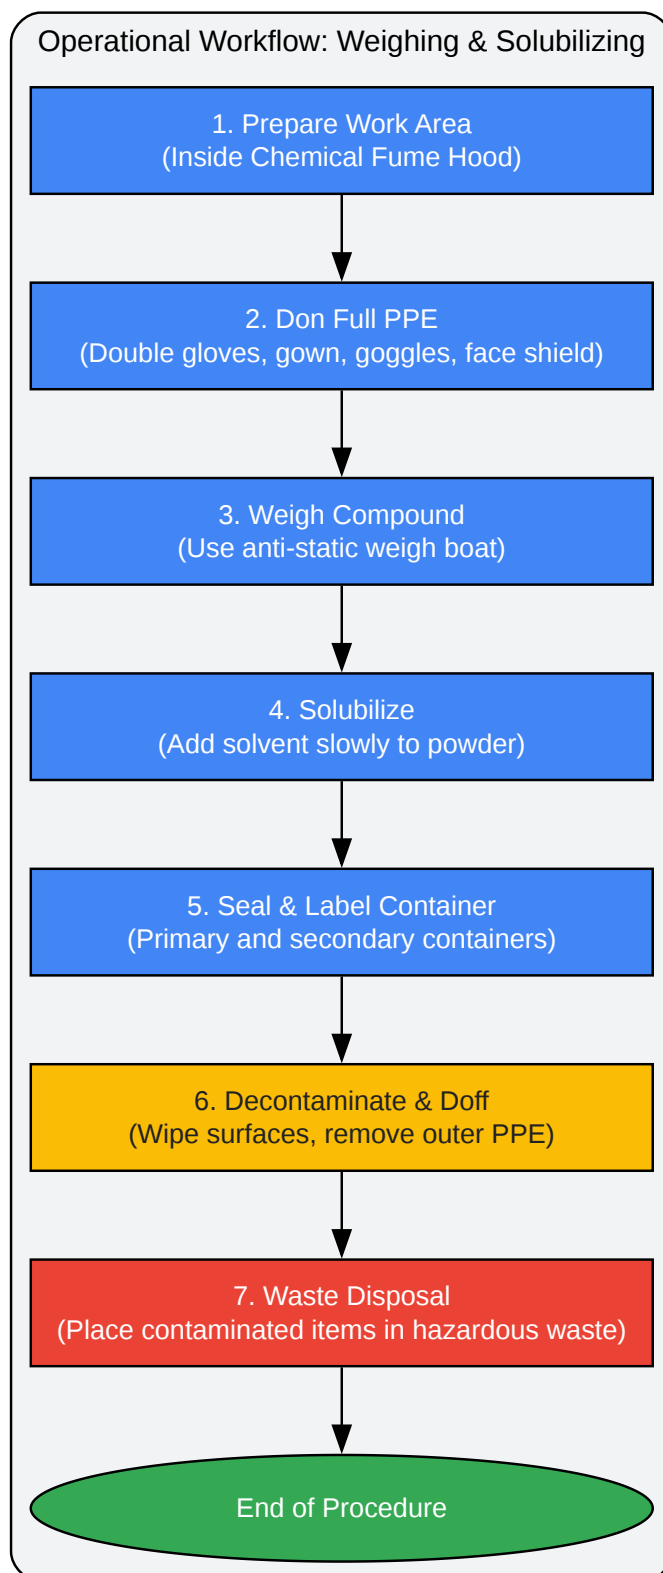 Operational Workflow: Weighing & Solubilizing
1. Prepare Work Area
(Inside Chemical Fume Hood)
2. Don Full PPE
(Double gloves, gown, goggles, face shield)
3. Weigh Compound
(Use anti-static weigh boat)
4. Solubilize
(Add solvent slowly to powder)
5. Seal & Label Container
(Primary and secondary containers)
6. Decontaminate & Doff
(Wipe surfaces, remove outer PPE)
7. Waste Disposal
(Place contaminated items in hazardous waste)
End of Procedure